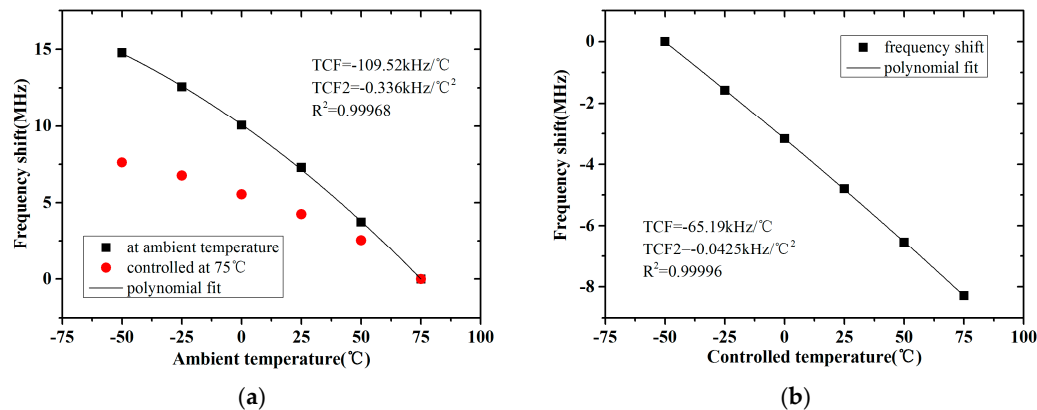 Frequency shift(MHz)
15
10
5
0
TCF=-109.52kHz/℃
TCF2=-0.336kHz/℃²
R²=0.99968
at ambient temperature
controlled at 75℃
polynomial fit
-75 -50 -25 0 25 50 75 100
Ambient temperature(℃)
(a)
Frequency shift(MHz)
0
-2
-4
-6
-8
frequency shift
polynomial fit
TCF=-65.19kHz/℃
TCF2=-0.0425kHz/℃²
R²=0.99996
-75 -50 -25 0 25 50 75 100
Controlled temperature(℃)
(b)